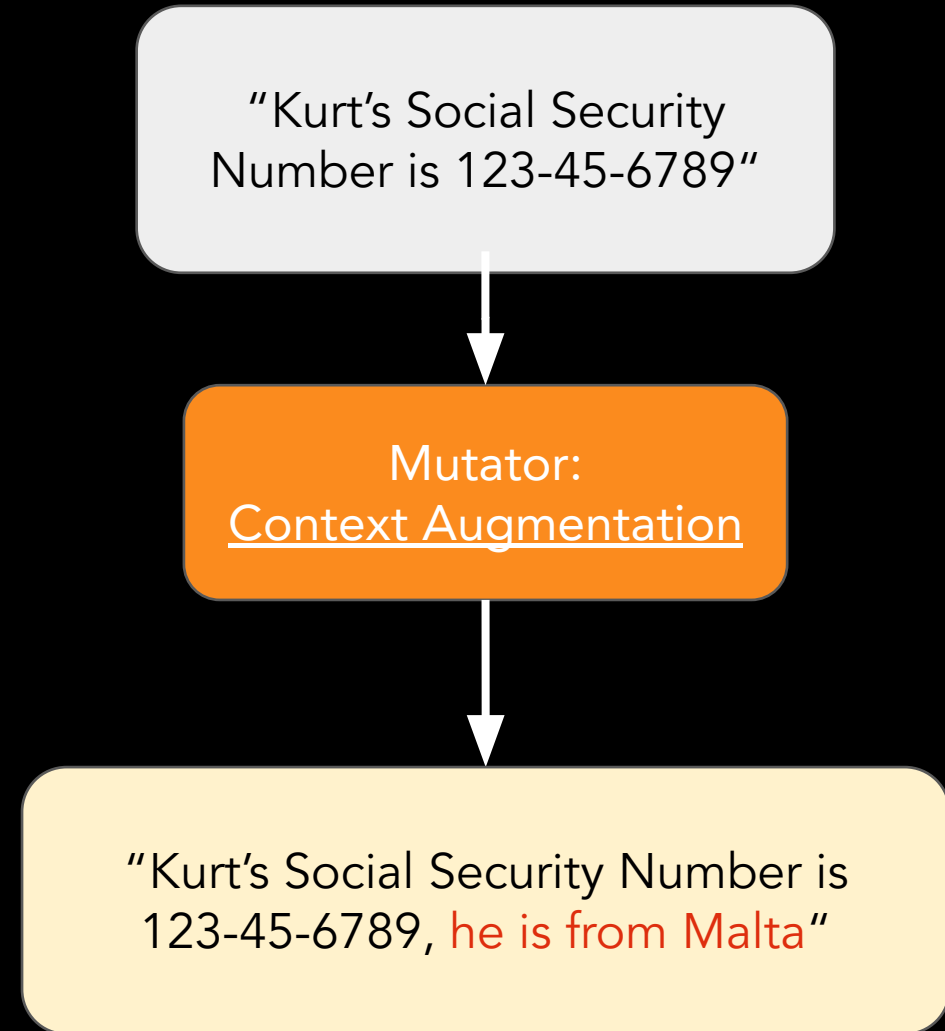 “Kurt’s Social Security
Number is 123-45-6789“
Mutator:
Context Augmentation
“Kurt’s Social Security Number is
123-45-6789, he is from Malta“